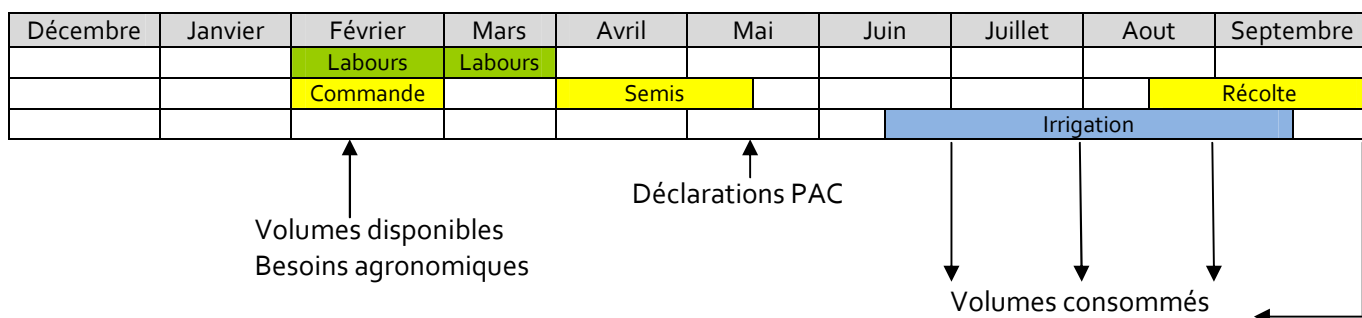 Décembre Janvier Février Mars Avril Mai Juin Juillet Aout Septembre
Labours Labours
Commande Semis Récolte
Irrigation
Déclarations PAC
Volumes disponibles
Besoins agronomiques
Volumes consommés